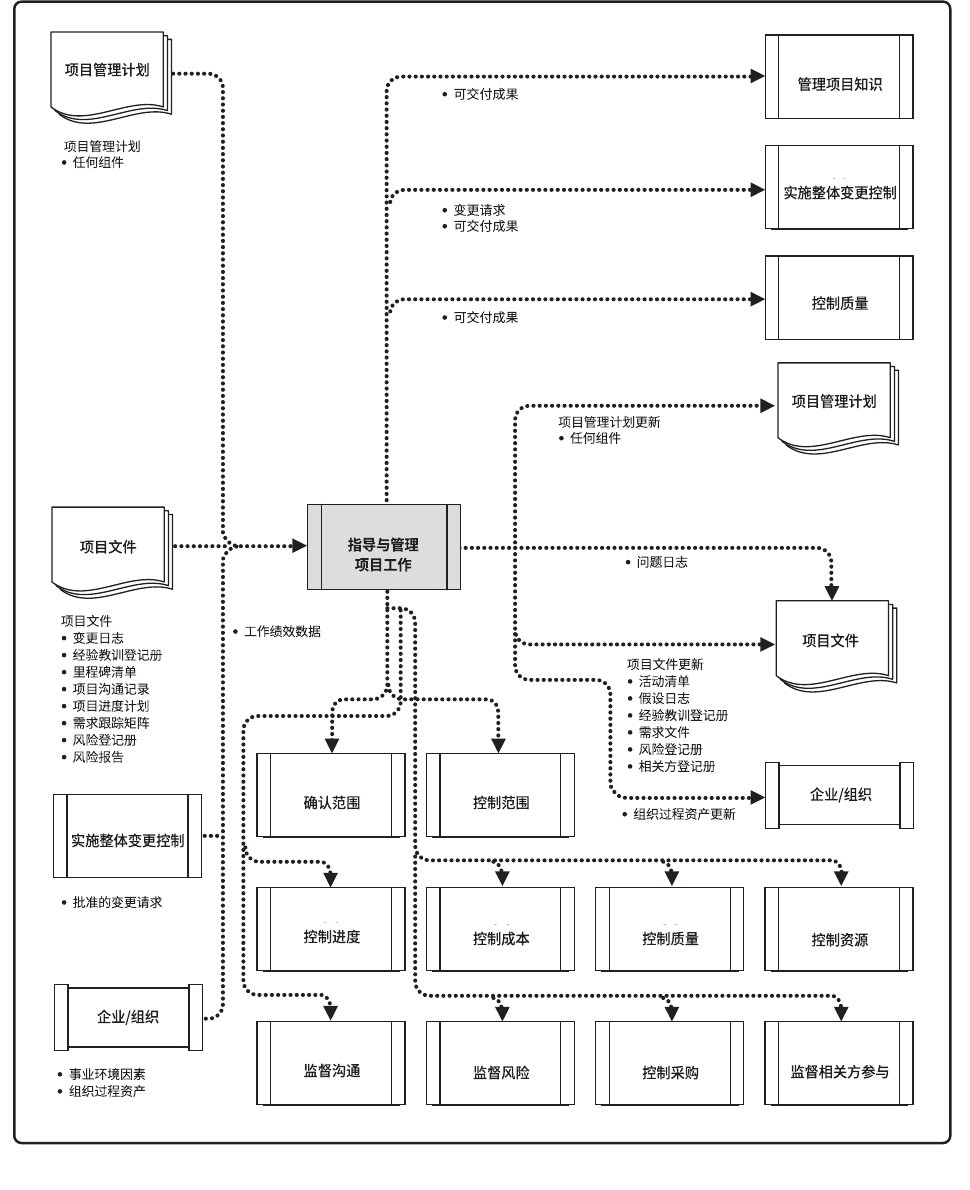 项目管理计划
项目管理计划
• 任何组件
项目文件
项目文件
• 变更日志
• 经验教训登记册
• 里程碑清单
• 项目沟通记录
• 项目进度计划
• 需求跟踪矩阵
• 风险登记册
• 风险报告
实施整体变更控制
• 批准的变更请求
企业/组织
• 事业环境因素
• 组织过程资产
指导与管理
项目工作
• 可交付成果
管理项目知识
• 变更请求
• 可交付成果
实施整体变更控制
• 可交付成果
控制质量
项目管理计划更新
• 任何组件
项目管理计划
• 问题日志
项目文件
项目文件更新
• 活动清单
• 假设日志
• 经验教训登记册
• 需求文件
• 风险登记册
• 相关方登记册
• 组织过程资产更新
企业/组织
• 工作绩效数据
确认范围
控制范围
控制进度
控制成本
控制质量
控制资源
监督沟通
监督风险
控制采购
监督相关方参与